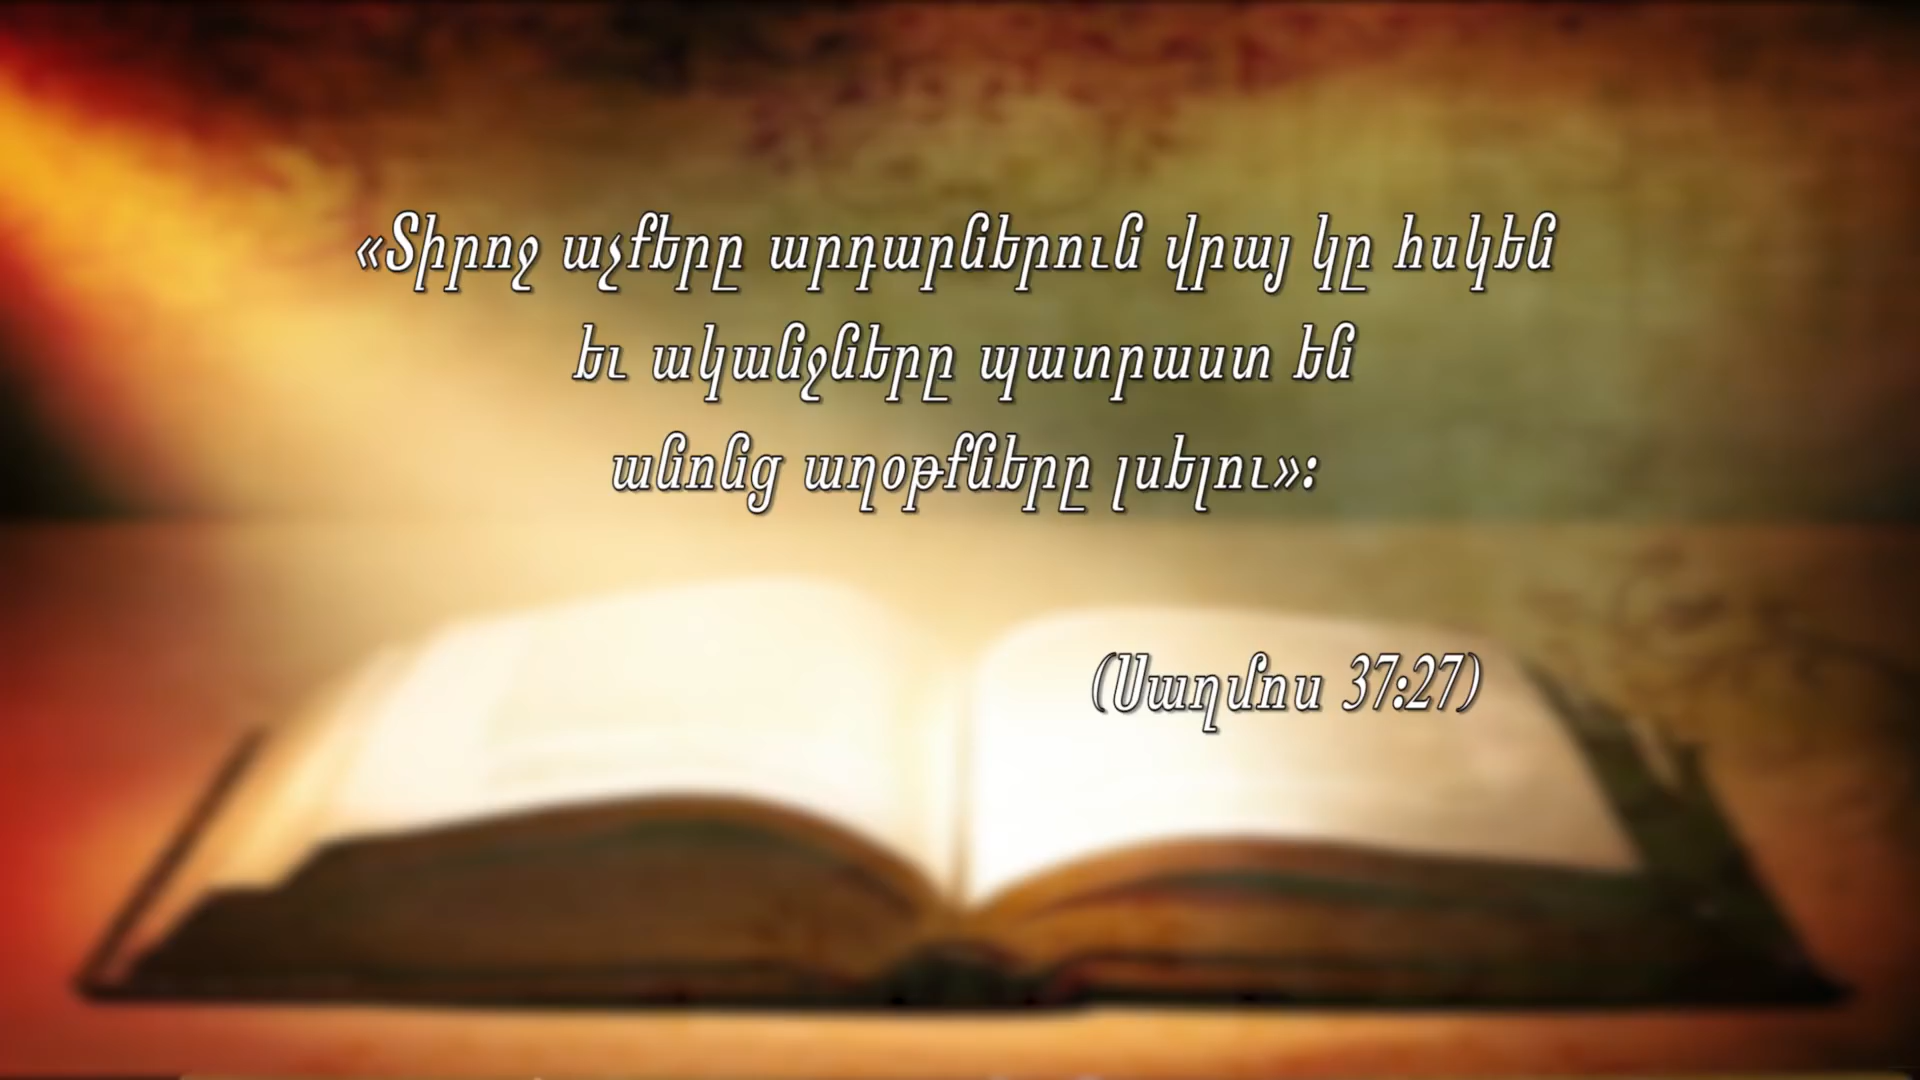 «Տիրոջ աչքերը արդարներուն վրայ կը հսկեն
եւ ականջները պատրաստ են
անոնց աղօթքները լսելու»։
(Սաղմոս 37:27)